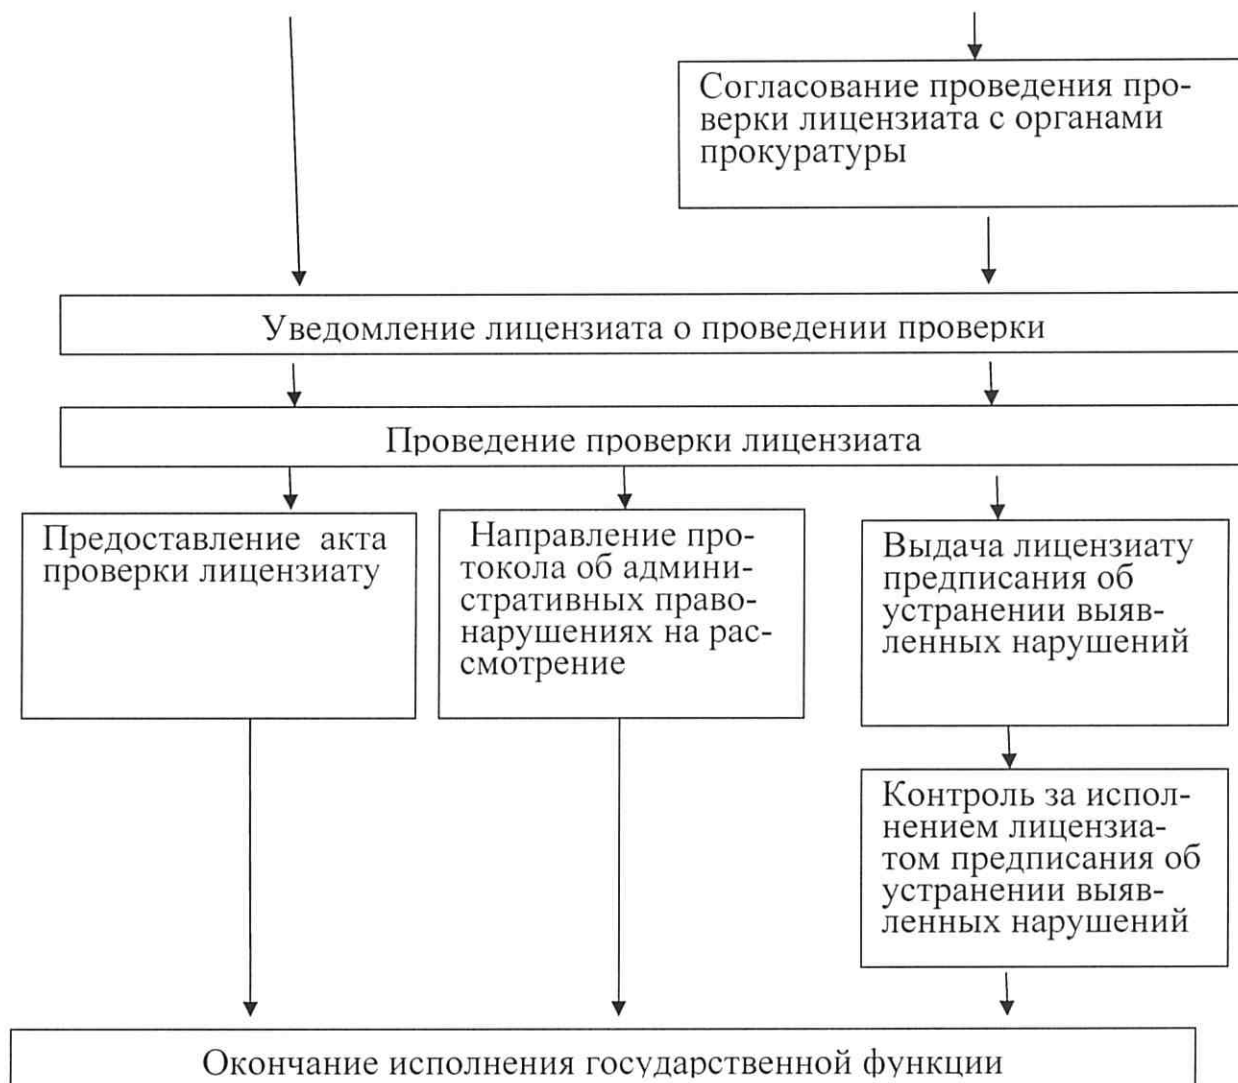 Согласование проведения про-
верки лицензиата с органами
прокуратуры
Уведомление лицензиата о проведении проверки
Проведение проверки лицензиата
Предоставление акта
проверки лицензиату
Направление про-
токола об админи-
стративных право-
нарушениях на рас-
смотрение
Выдача лицензиату
предписания об
устранении выяв-
ленных нарушений
Контроль за испол-
нением лицензиа-
том предписания об
устранении выяв-
ленных нарушений
Окончание исполнения государственной функции